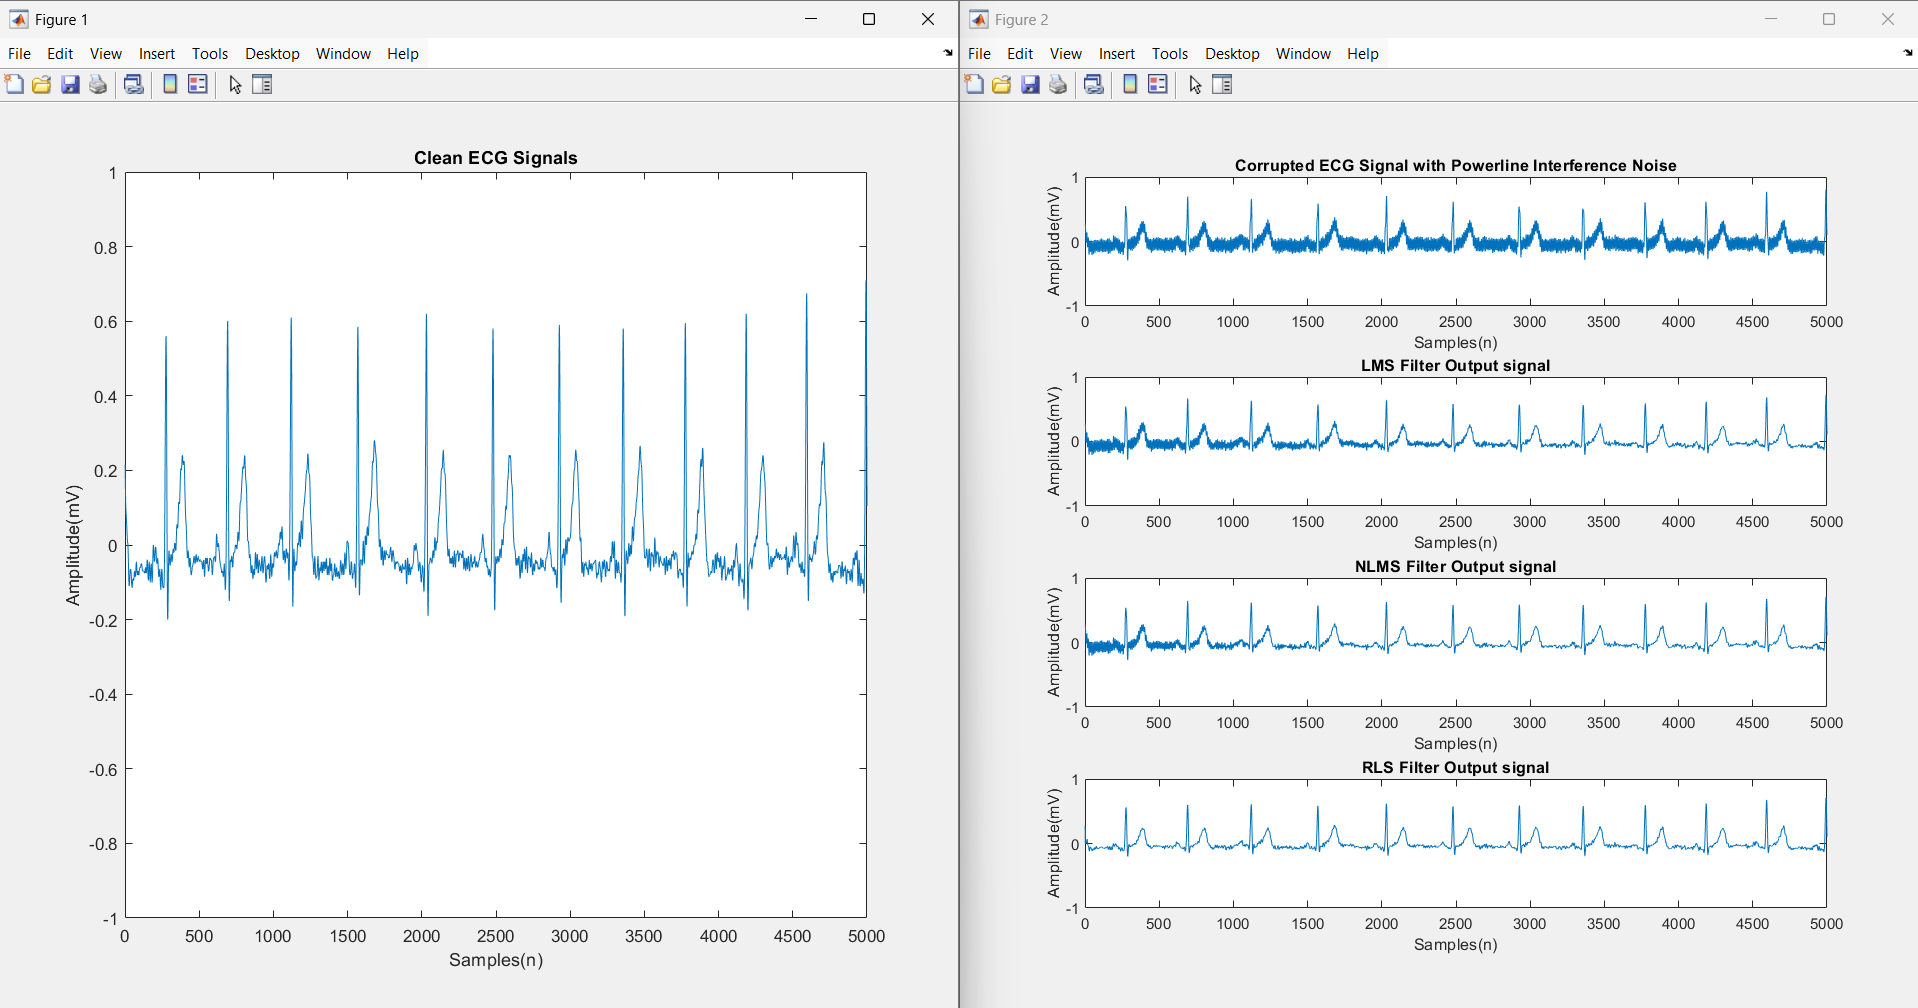 Figure 1
File Edit View Insert Tools Desktop Window Help
Clean ECG Signals
1
0.8
0.6
0.4
0.2
0
-0.2
-0.4
-0.6
-0.8
-1
Amplitude(mV)
0 500 1000 1500 2000 2500 3000 3500 4000 4500 5000
Samples(n)
Figure 2
File Edit View Insert Tools Desktop Window Help
Corrupted ECG Signal with Powerline Interference Noise
1
0
-1
Amplitude(mV)
0 500 1000 1500 2000 2500 3000 3500 4000 4500 5000
Samples(n)
LMS Filter Output signal
1
0
-1
Amplitude(mV)
0 500 1000 1500 2000 2500 3000 3500 4000 4500 5000
Samples(n)
NLMS Filter Output signal
1
0
-1
Amplitude(mV)
0 500 1000 1500 2000 2500 3000 3500 4000 4500 5000
Samples(n)
RLS Filter Output signal
1
0
-1
Amplitude(mV)
0 500 1000 1500 2000 2500 3000 3500 4000 4500 5000
Samples(n)